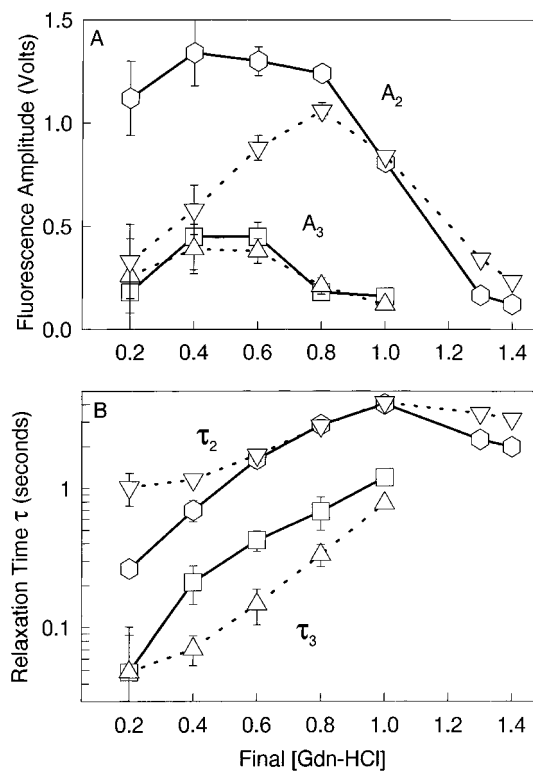 A
1.5
1.0
0.5
0.0
Fluorescence Amplitude (Volts)
A2
A3
0.2 0.4 0.6 0.8 1.0 1.2 1.4
B
1
0.1
Relaxation Time τ (seconds)
τ2
τ3
0.2 0.4 0.6 0.8 1.0 1.2 1.4
Final [Gdn-HCl]